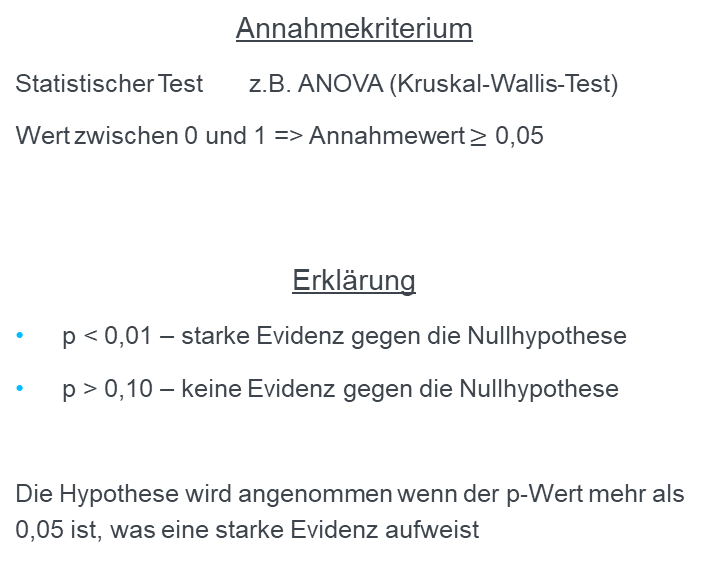 Annahmekriterium
Statistischer Test z.B. ANOVA (Kruskal-Wallis-Test)
Wert zwischen 0 und 1 => Annahmewert ≥ 0,05
Erklärung
• p < 0,01 – starke Evidenz gegen die Nullhypothese
• p > 0,10 – keine Evidenz gegen die Nullhypothese
Die Hypothese wird angenommen wenn der p-Wert mehr als
0,05 ist, was eine starke Evidenz aufweist